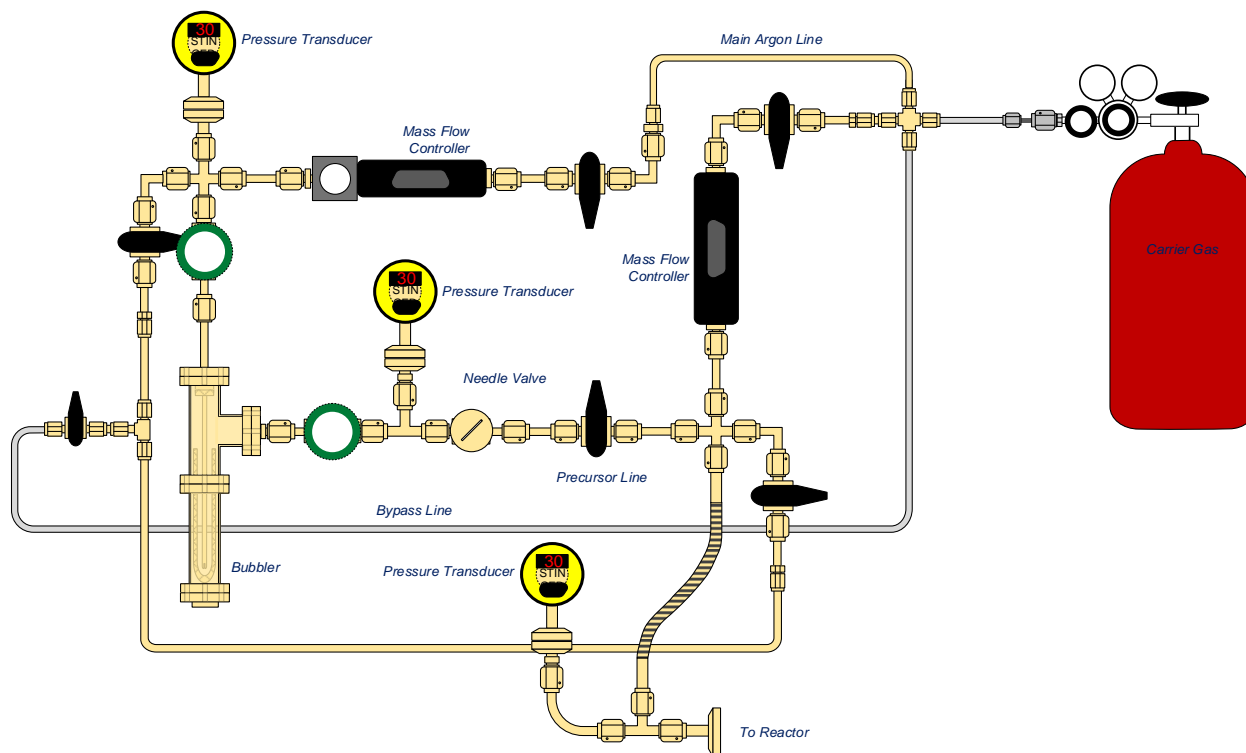 30
STIN
Pressure Transducer
Main Argon Line
Mass Flow
Controller
Mass Flow
Controller
Carrier Gas
30
STIN
Pressure Transducer
Needle Valve
Precursor Line
Bypass Line
30
STIN
Pressure Transducer
Bubbler
To Reactor